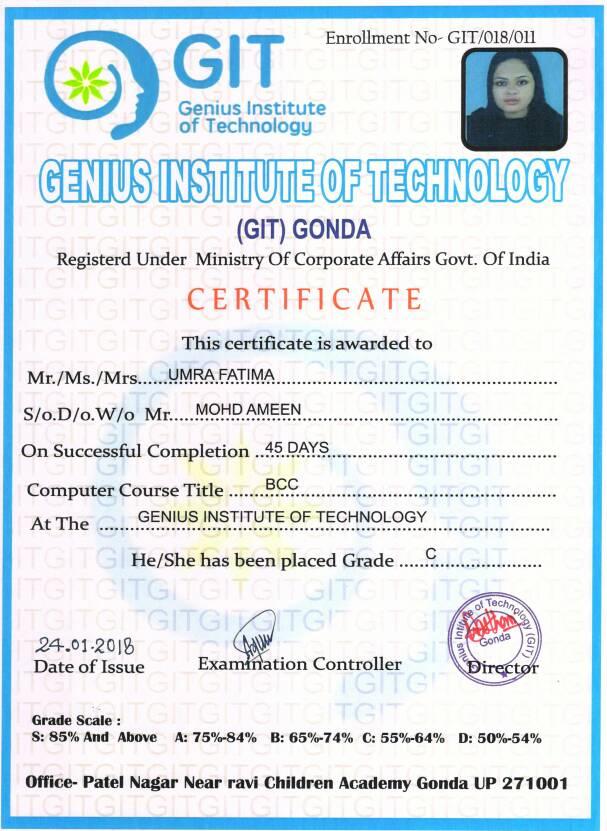 Enrollment No- GIT/018/011
GIT
Genius Institute
of Technology
GENIUS INSTITUTE OF TECHNOLOGY
(GIT) GONDA
Registerd Under Ministry Of Corporate Affairs Govt. Of India
CERTIFICATE
This certificate is awarded to
Mr./Ms./Mrs......UMRA FATIMA
S/o.D/o.W/o Mr.....MOHD AMEEN
On Successful Completion ..45 DAYS
Computer Course Title ......BCC
At The ......GENIUS INSTITUTE OF TECHNOLOGY
He/She has been placed Grade .....C
24.01.2018
Date of Issue
Examination Controller
Genius Institute of Technology (GIT)
Gonda
Director
Grade Scale :
S: 85% And Above A: 75%-84% B: 65%-74% C: 55%-64% D: 50%-54%
Office- Patel Nagar Near ravi Children Academy Gonda UP 271001